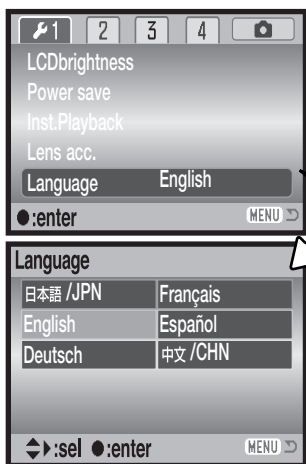 1 2 3 4
LCDbrightness
Power save
Inst.Playback
Lens acc.
Language English
:enter MENU
Language
日本語 /JPN Français
English Español
Deutsch 中文 /CHN
:sel :enter MENU